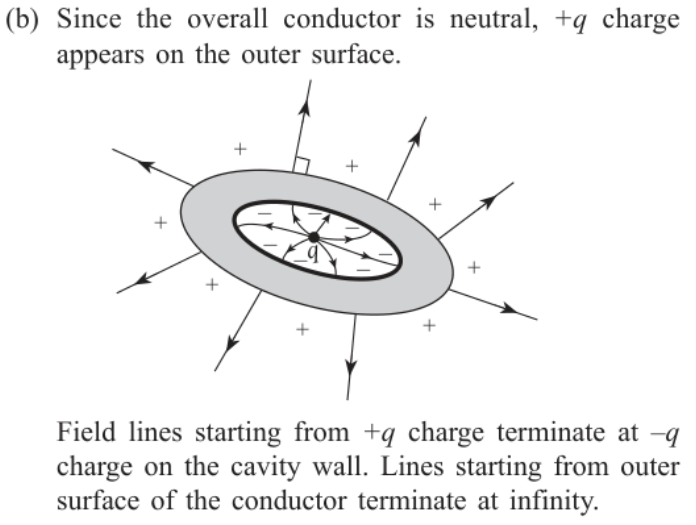 (b) Since the overall conductor is neutral, +q charge
appears on the outer surface.
+
+
+
+
– – –
– –
q
– –
+
+
+
+
Field lines starting from +q charge terminate at –q
charge on the cavity wall. Lines starting from outer
surface of the conductor terminate at infinity.